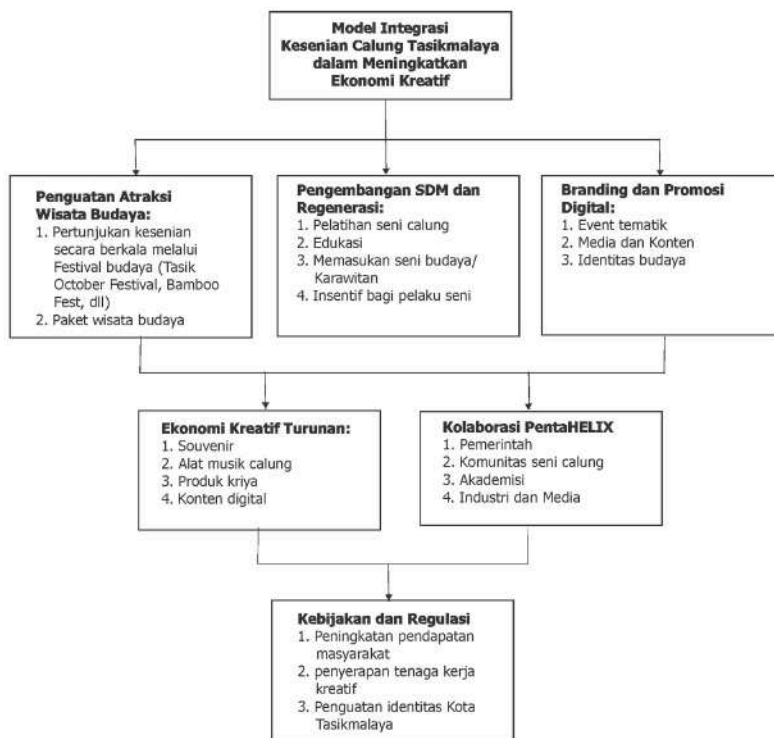 Model Integrasi
Kesenian Calung Tasikmalaya
dalam Meningkatkan
Ekonomi Kreatif
Penguatan Atraksi
Wisata Budaya:
1. Pertunjukan kesenian
secara berkala melalui
Festival budaya (Tasik
October Festival, Bamboo
Fest, dll)
2. Paket wisata budaya
Pengembangan SDM dan
Regenerasi:
1. Pelatihan seni calung
2. Edukasi
3. Memasukan seni budaya/
Karawitan
4. Insentif bagi pelaku seni
Branding dan Promosi
Digital:
1. Event tematik
2. Media dan Konten
3. Identitas budaya
Ekonomi Kreatif Turunan:
1. Souvenir
2. Alat musik calung
3. Produk kriya
4. Konten digital
Kolaborasi PentaHELIX
1. Pemerintah
2. Komunitas seni calung
3. Akademisi
4. Industri dan Media
Kebijakan dan Regulasi
1. Peningkatan pendapatan
masyarakat
2. penyerapan tenaga kerja
kreatif
3. Penguatan identitas Kota
Tasikmalaya